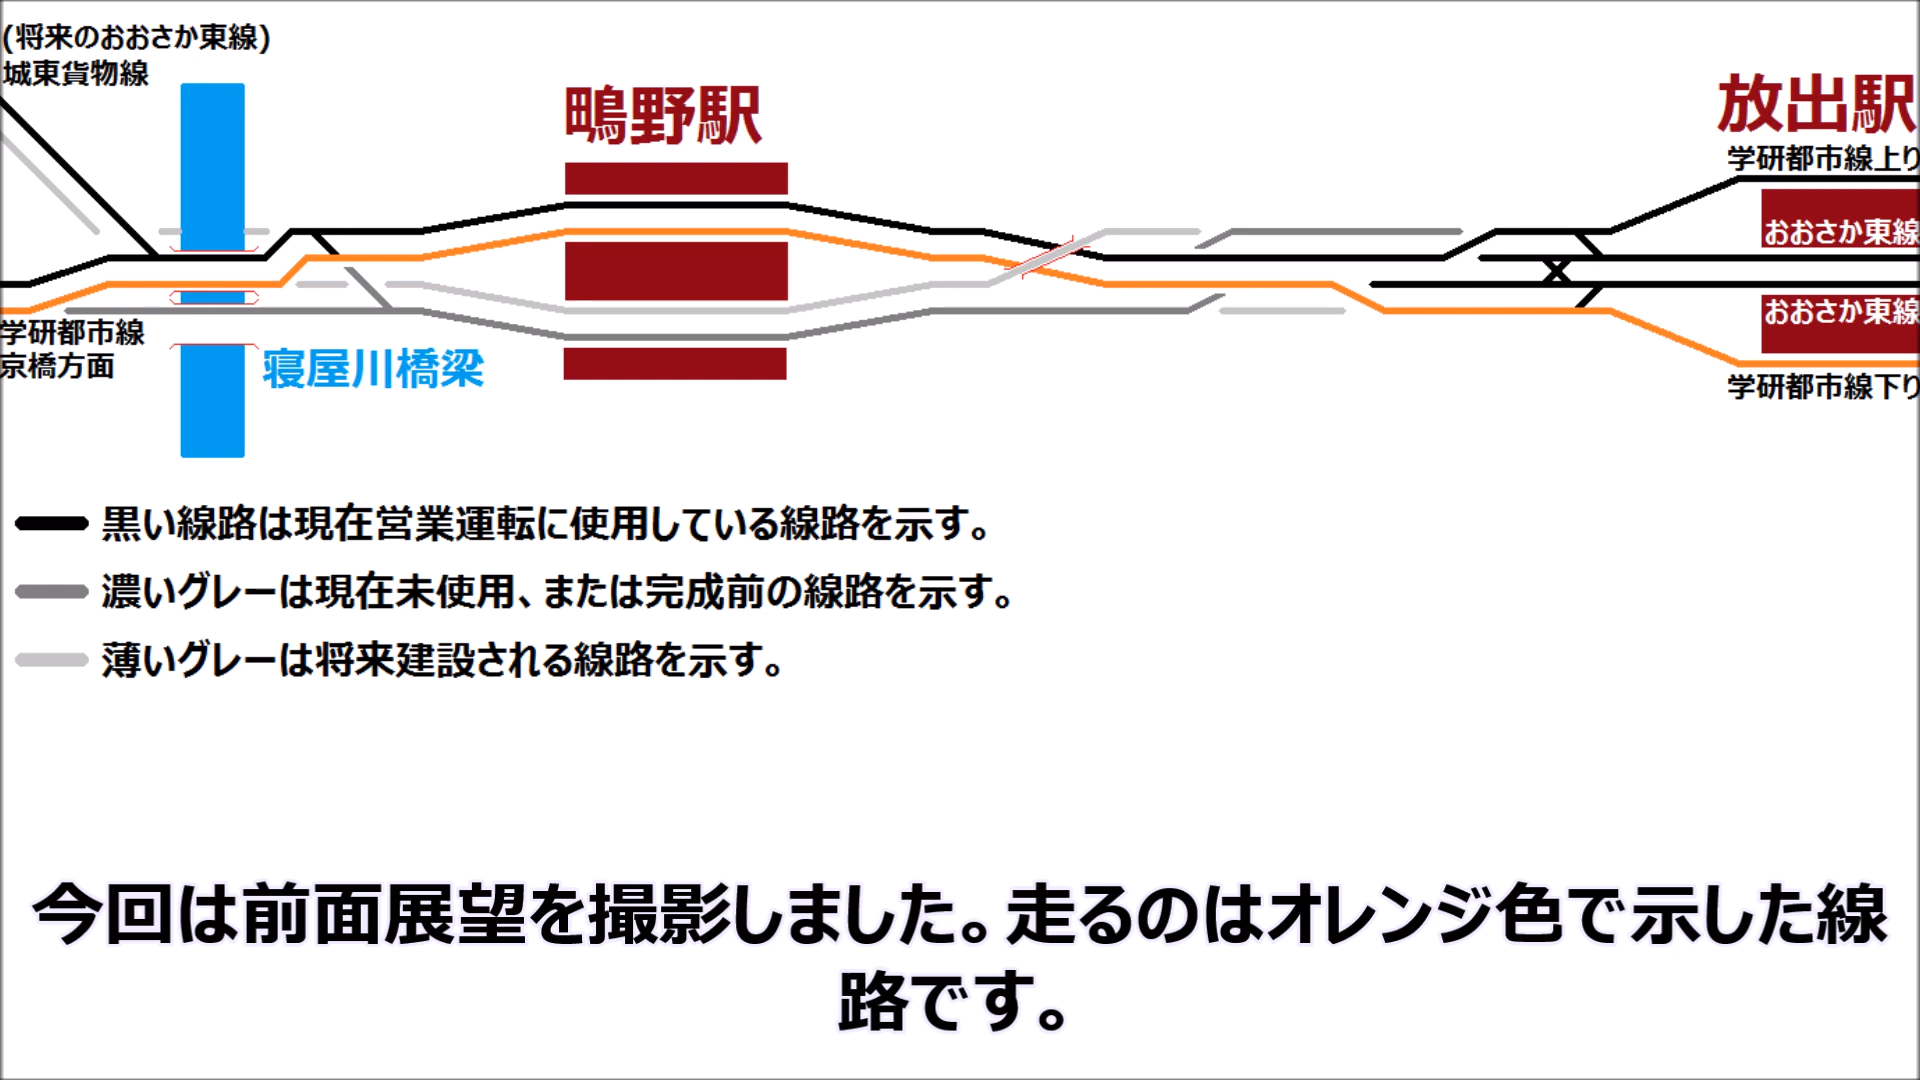 (将来のおおさか東線)
城東貨物線
鴫野駅
放出駅
学研都市線上り
おおさか東線
おおさか東線
学研都市線下り
学研都市線
京橋方面
寝屋川橋梁
黒い線路は現在営業運転に使用している線路を示す。
濃いグレーは現在未使用、または完成前の線路を示す。
薄いグレーは将来建設される線路を示す。
今回は前面展望を撮影しました。走るのはオレンジ色で示した線
路です。